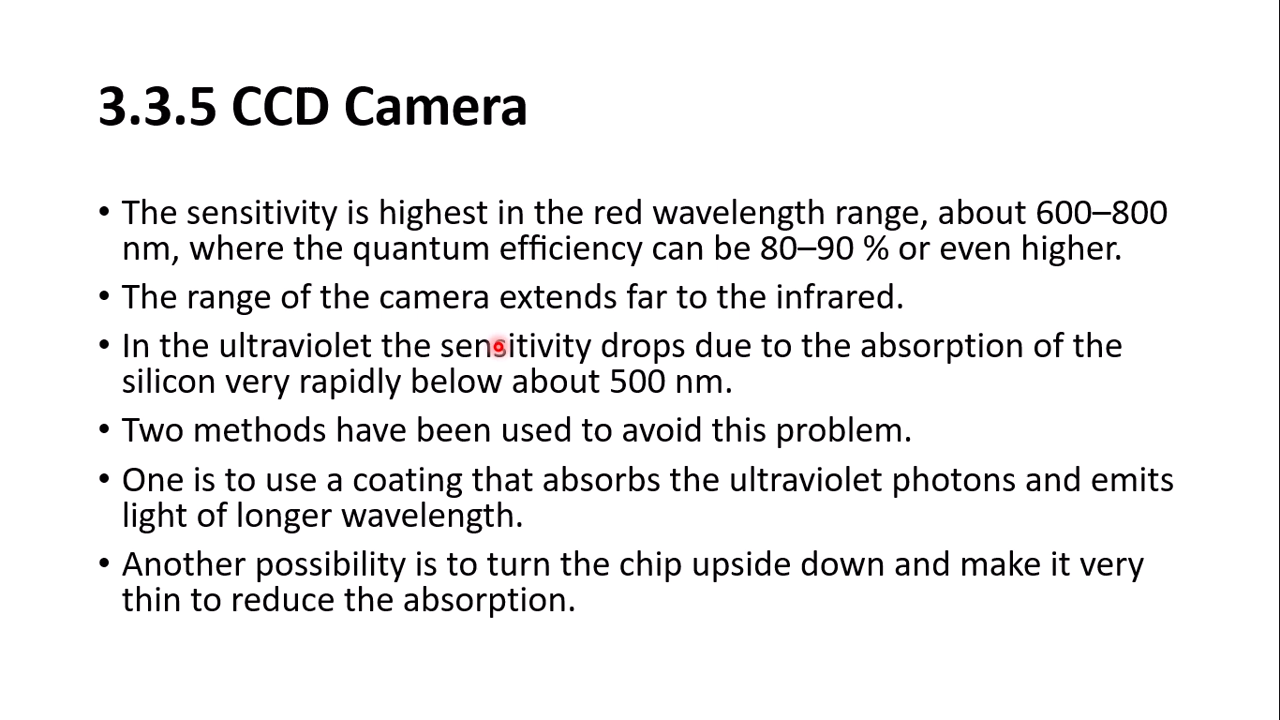 3.3.5 CCD Camera
• The sensitivity is highest in the red wavelength range, about 600–800
nm, where the quantum efficiency can be 80–90 % or even higher.
• The range of the camera extends far to the infrared.
• In the ultraviolet the sensitivity drops due to the absorption of the
silicon very rapidly below about 500 nm.
• Two methods have been used to avoid this problem.
• One is to use a coating that absorbs the ultraviolet photons and emits
light of longer wavelength.
• Another possibility is to turn the chip upside down and make it very
thin to reduce the absorption.